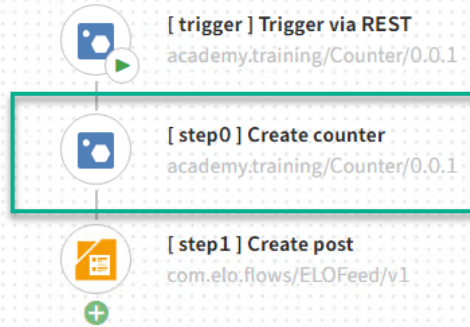 [ trigger ] Trigger via REST
academy.training/Counter/0.0.1
[ step0 ] Create counter
academy.training/Counter/0.0.1
[ step1 ] Create post
com.elo.flows/ELOFeed/v1